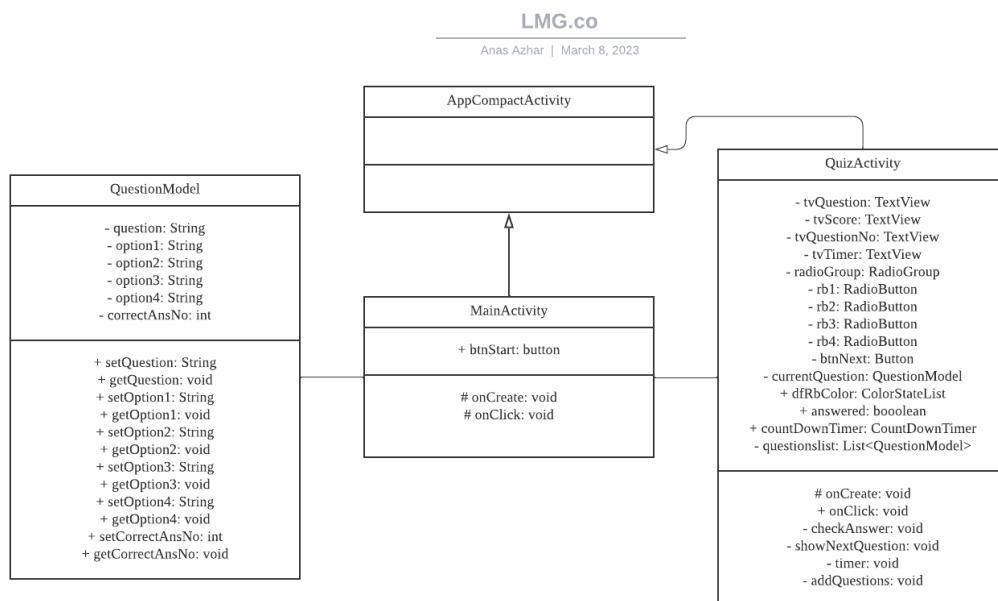 LMG.co
Anas Azhar | March 8, 2023
AppCompactActivity
QuestionModel
- question: String
- option1: String
- option2: String
- option3: String
- option4: String
- correctAnsNo: int
+ setQuestion: String
+ getQuestion: void
+ setOption1: String
+ getOption1: void
+ setOption2: String
+ getOption2: void
+ setOption3: String
+ getOption3: void
+ setOption4: String
+ getOption4: void
+ setCorrectAnsNo: int
+ getCorrectAnsNo: void
MainActivity
+ btnStart: button
# onCreate: void
# onClick: void
QuizActivity
- tvQuestion: TextView
- tvScore: TextView
- tvQuestionNo: TextView
- tvTimer: TextView
- radioGroup: RadioGroup
- rb1: RadioButton
- rb2: RadioButton
- rb3: RadioButton
- rb4: RadioButton
- btnNext: Button
- currentQuestion: QuestionModel
+ dfRbColor: ColorStateList
+ answered: booolean
+ countDownTimer: CountDownTimer
- questionslist: List<QuestionModel>
# onCreate: void
+ onClick: void
- checkAnswer: void
- showNextQuestion: void
- timer: void
- addQuestions: void